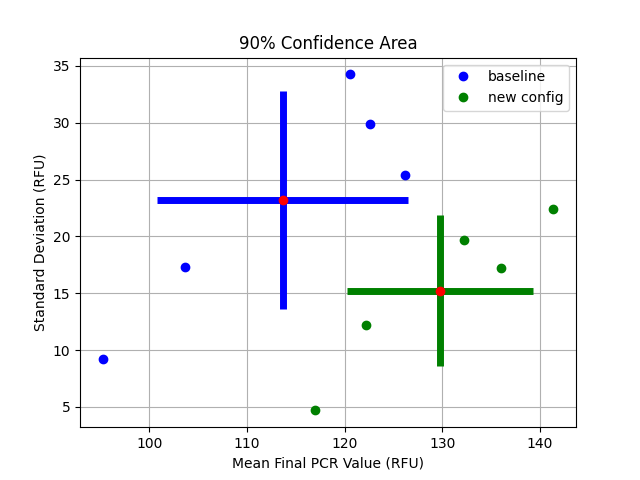 90% Confidence Area
baseline
new config
35
30
25
20
15
10
5
Standard Deviation (RFU)
100
110
120
130
140
Mean Final PCR Value (RFU)